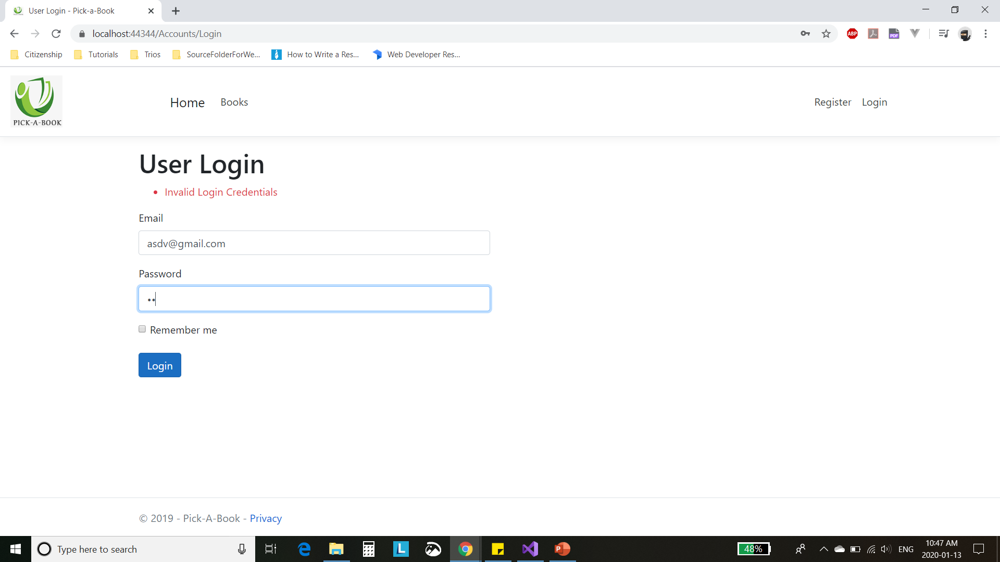 User Login - Pick-a-Book
localhost:44344/Accounts/Login
ABP
PDF
Citizenship
Tutorials
Trios
SourceFolderForWe...
How to Write a Res...
Web Developer Res...
PICK-A-BOOK
Home
Books
Register
Login
User Login
Invalid Login Credentials
Email
asdv@gmail.com
Password
Remember me
Login
© 2019 - Pick-A-Book - Privacy
Type here to search
48%
ENG
10:47 AM
2020-01-13